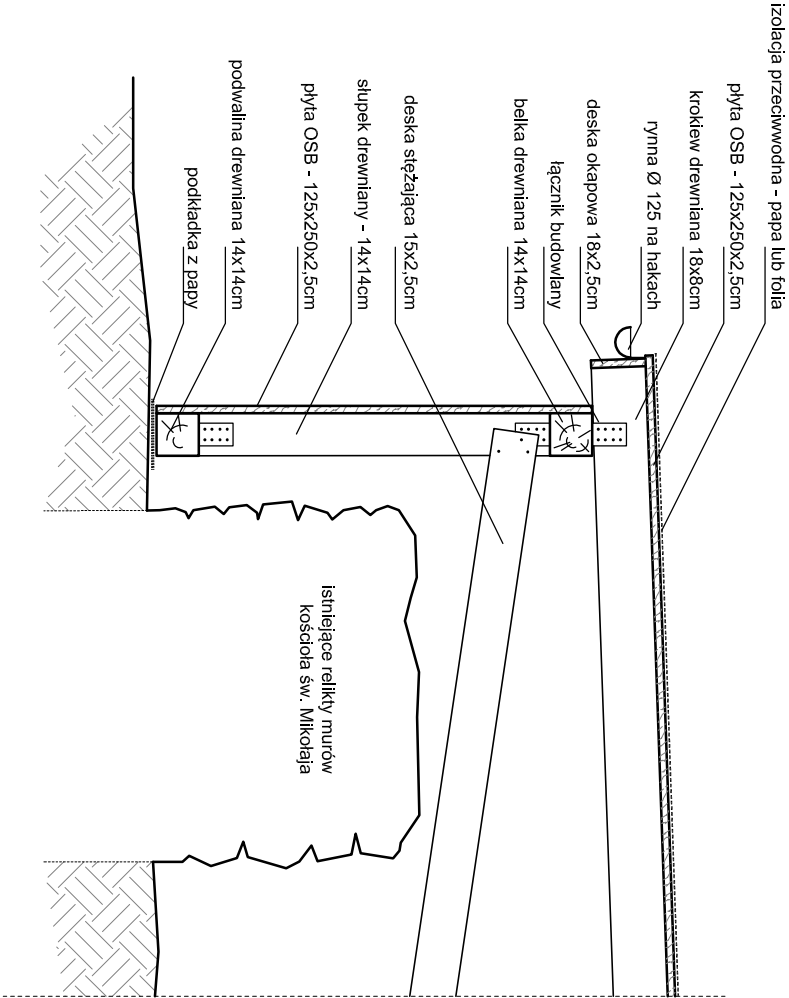 izolacja przeciwwodna - papa lub folia
płyta OSB - 125x250x2,5cm
krokiew drewniana 18x8cm
rynna Ø 125 na hakach
deska okapowa 18x2,5cm
łącznik budowlany
belka drewniana 14x14cm
deska stężająca 15x2,5cm
słupek drewniany - 14x14cm
płyta OSB - 125x250x2,5cm
podwalina drewniana 14x14cm
podkładka z papy
istniejące relikty murów
kościoła św. Mikołaja